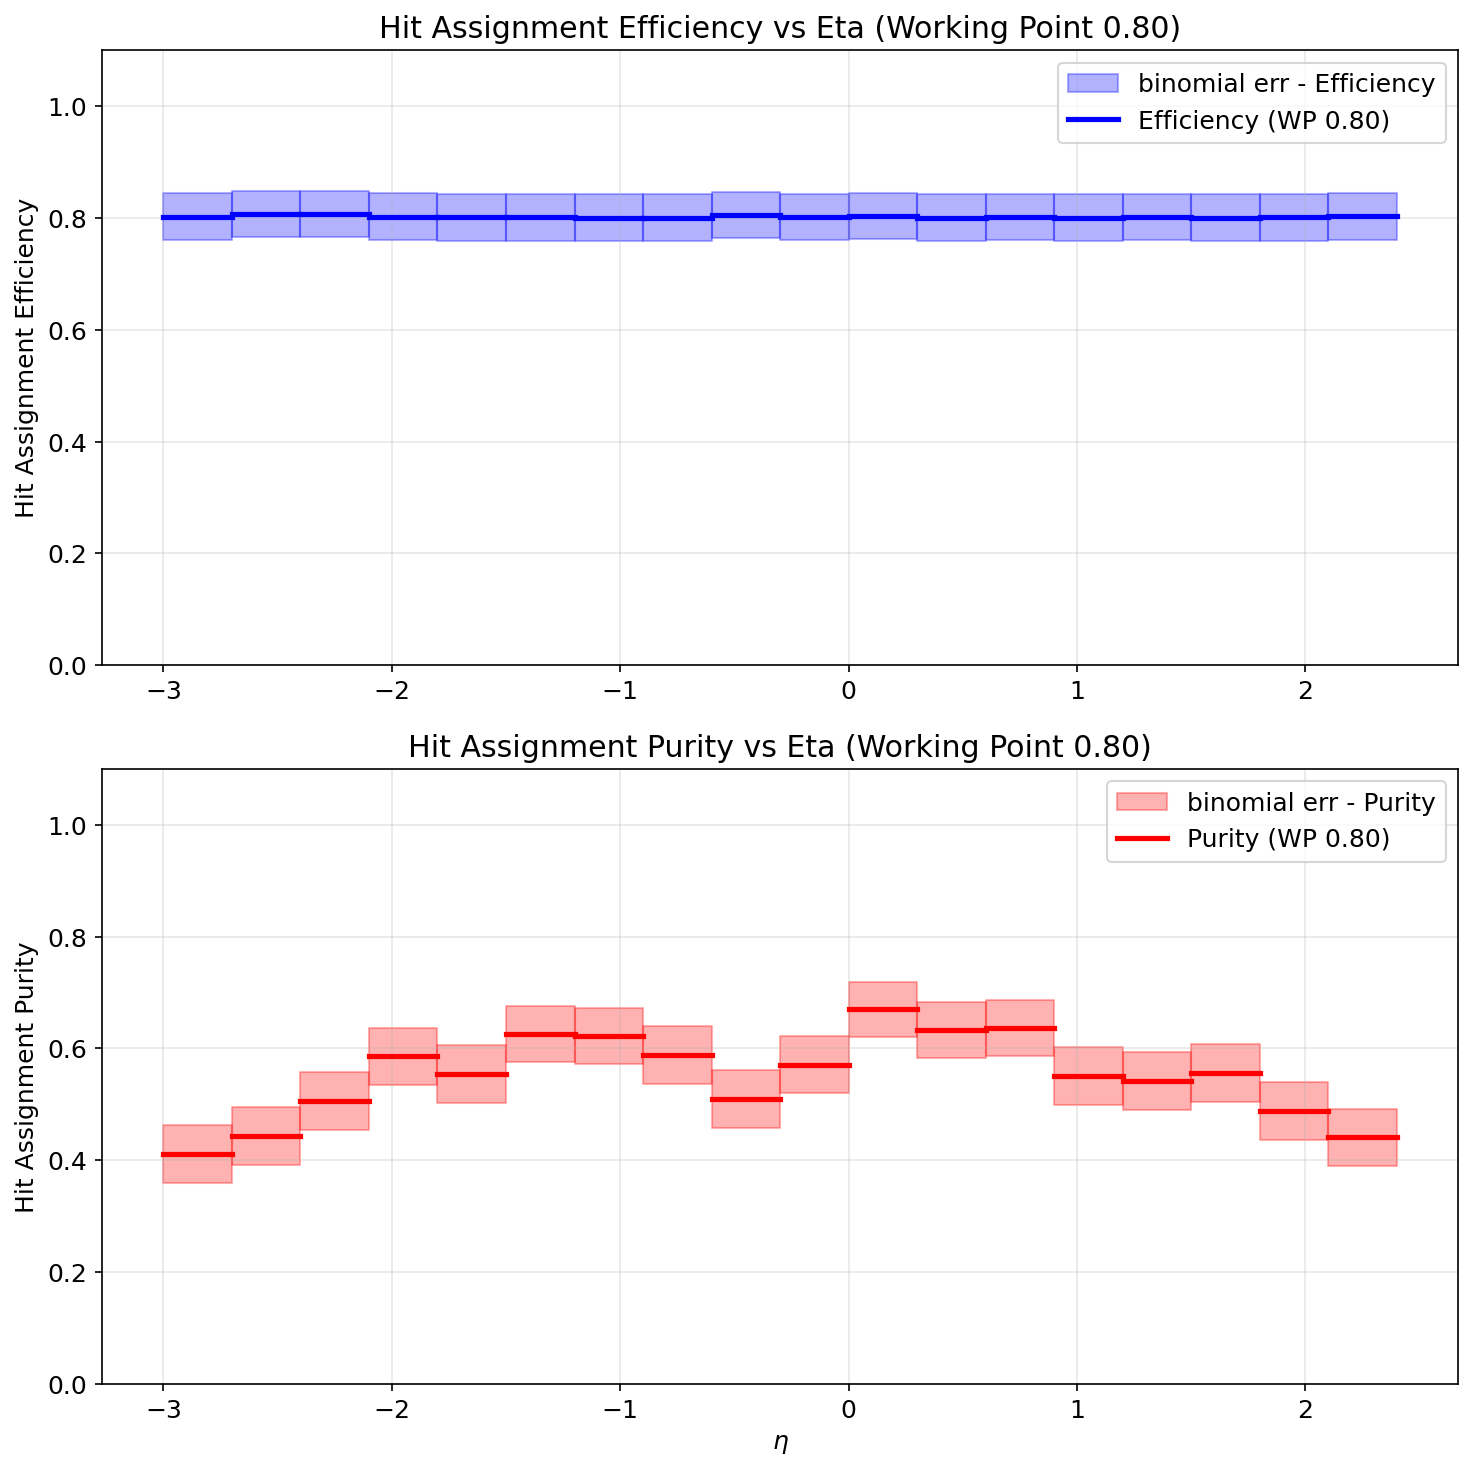 Hit Assignment Efficiency vs Eta (Working Point 0.80)
binomial err - Efficiency
Efficiency (WP 0.80)
Hit Assignment Efficiency
1.0
0.8
0.6
0.4
0.2
0.0
−3 −2 −1 0 1 2
Hit Assignment Purity vs Eta (Working Point 0.80)
binomial err - Purity
Purity (WP 0.80)
Hit Assignment Purity
1.0
0.8
0.6
0.4
0.2
0.0
−3 −2 −1 0 1 2
η